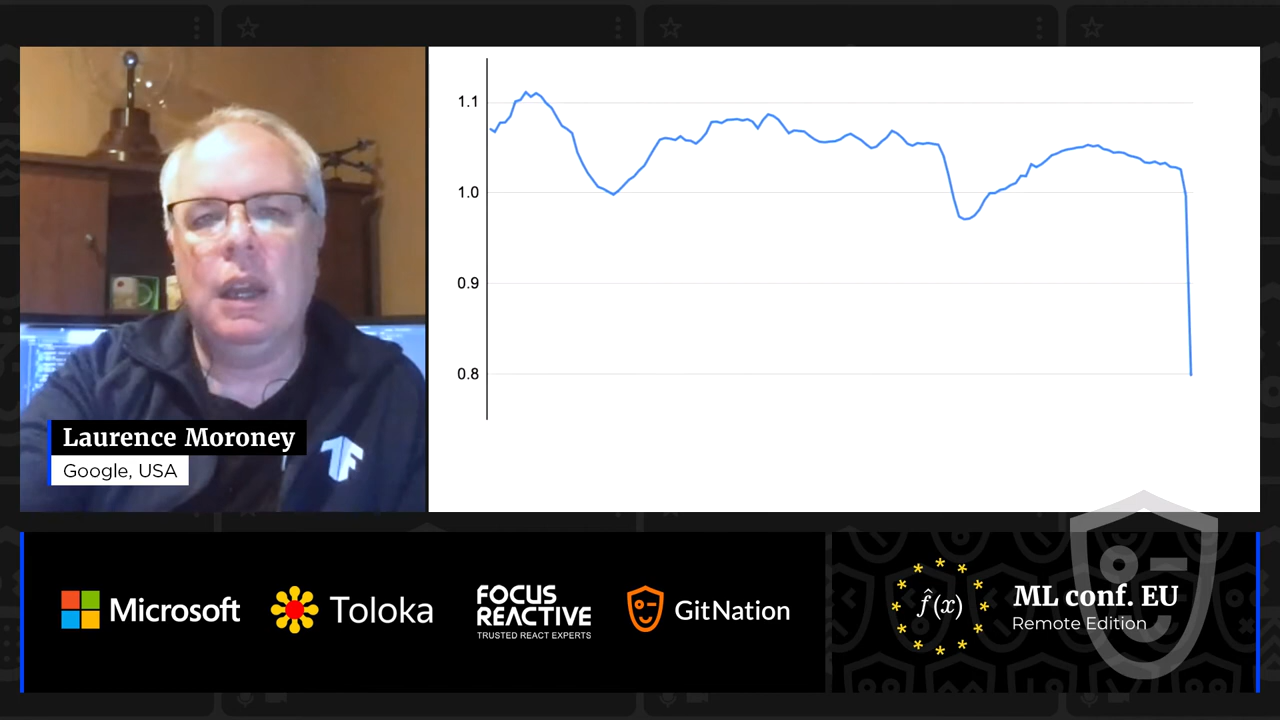 1.1
1.0
0.9
0.8
Laurence Moroney
Google, USA
TF
Microsoft
Toloka
FOCUS
REACTIVE
TRUSTED REACT EXPERTS
GitNation
f̂(x)
ML conf. EU
Remote Edition